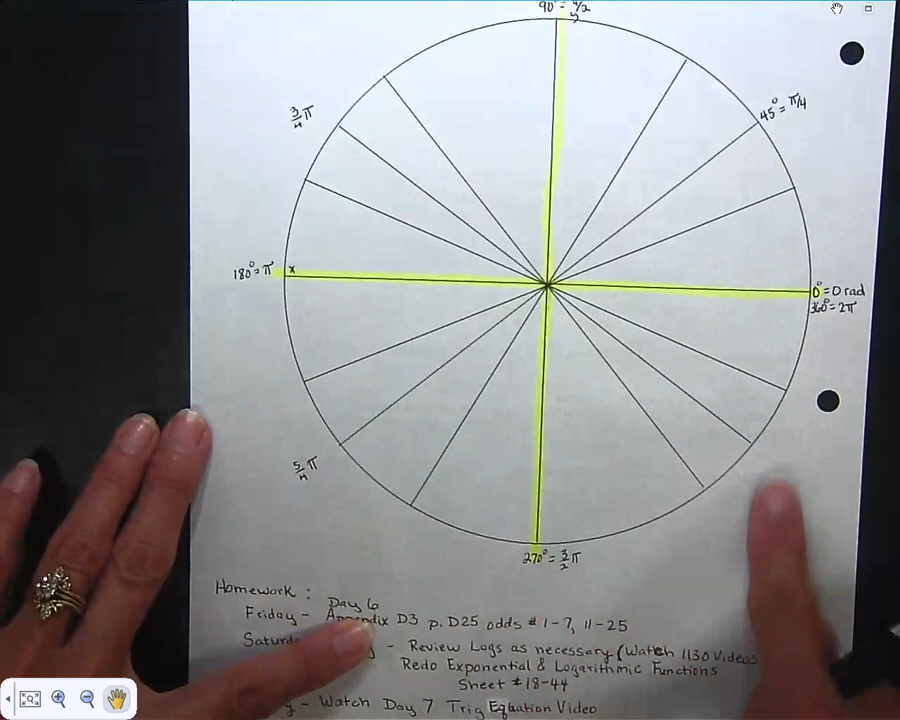 90° = π/2
y
3/4 π
45° = π/4
180° = π
x
0° = 0 rad
360° = 2π
5/4 π
270° = 3/2 π
Homework :
Day 6
Friday - Appendix D3 p. D25 odds # 1-7, 11-25
- Review Logs as necessary (Watch 1130 Videos
Redo Exponential & Logarithmic Functions
Sheet #18-44
- Watch Day 7 Trig Equation Video